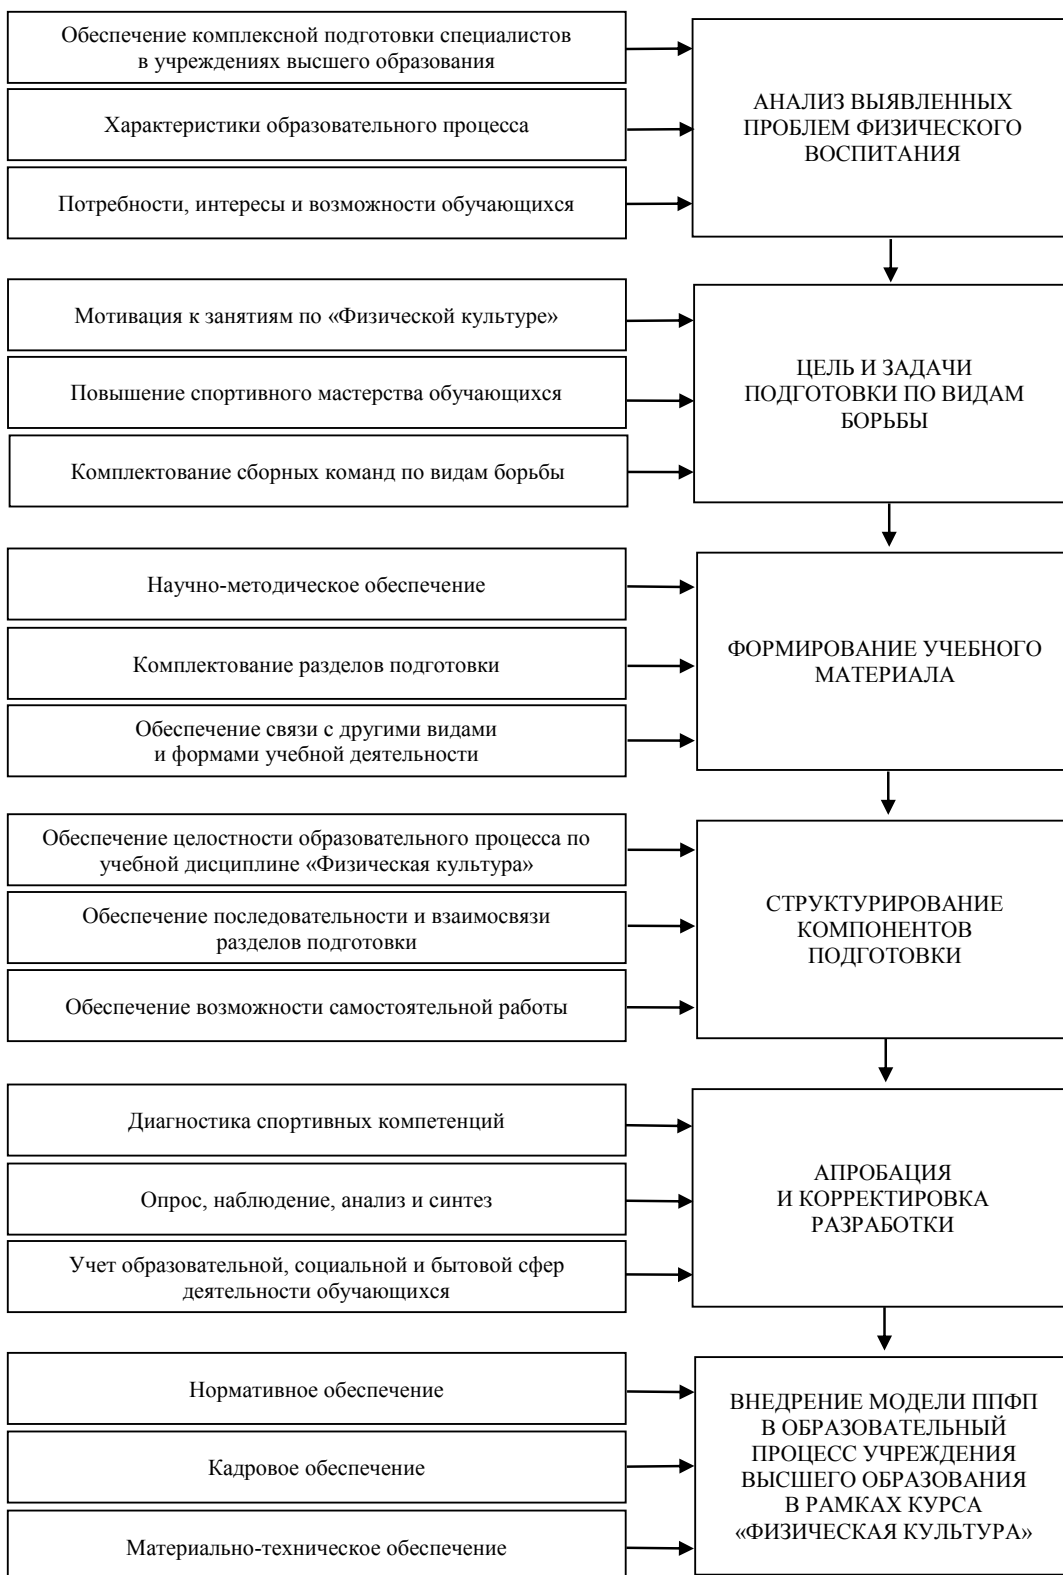 Обеспечение комплексной подготовки специалистов
в учреждениях высшего образования
Характеристики образовательного процесса
Потребности, интересы и возможности обучающихся
АНАЛИЗ ВЫЯВЛЕННЫХ
ПРОБЛЕМ ФИЗИЧЕСКОГО
ВОСПИТАНИЯ
Мотивация к занятиям по «Физической культуре»
Повышение спортивного мастерства обучающихся
Комплектование сборных команд по видам борьбы
ЦЕЛЬ И ЗАДАЧИ
ПОДГОТОВКИ ПО ВИДАМ
БОРЬБЫ
Научно-методическое обеспечение
Комплектование разделов подготовки
Обеспечение связи с другими видами
и формами учебной деятельности
ФОРМИРОВАНИЕ УЧЕБНОГО
МАТЕРИАЛА
Обеспечение целостности образовательного процесса по
учебной дисциплине «Физическая культура»
Обеспечение последовательности и взаимосвязи
разделов подготовки
Обеспечение возможности самостоятельной работы
СТРУКТУРИРОВАНИЕ
КОМПОНЕНТОВ
ПОДГОТОВКИ
Диагностика спортивных компетенций
Опрос, наблюдение, анализ и синтез
Учет образовательной, социальной и бытовой сфер
деятельности обучающихся
АПРОБАЦИЯ
И КОРРЕКТИРОВКА
РАЗРАБОТКИ
Нормативное обеспечение
Кадровое обеспечение
Материально-техническое обеспечение
ВНЕДРЕНИЕ МОДЕЛИ ППФП
В ОБРАЗОВАТЕЛЬНЫЙ
ПРОЦЕСС УЧРЕЖДЕНИЯ
ВЫСШЕГО ОБРАЗОВАНИЯ
В РАМКАХ КУРСА
«ФИЗИЧЕСКАЯ КУЛЬТУРА»